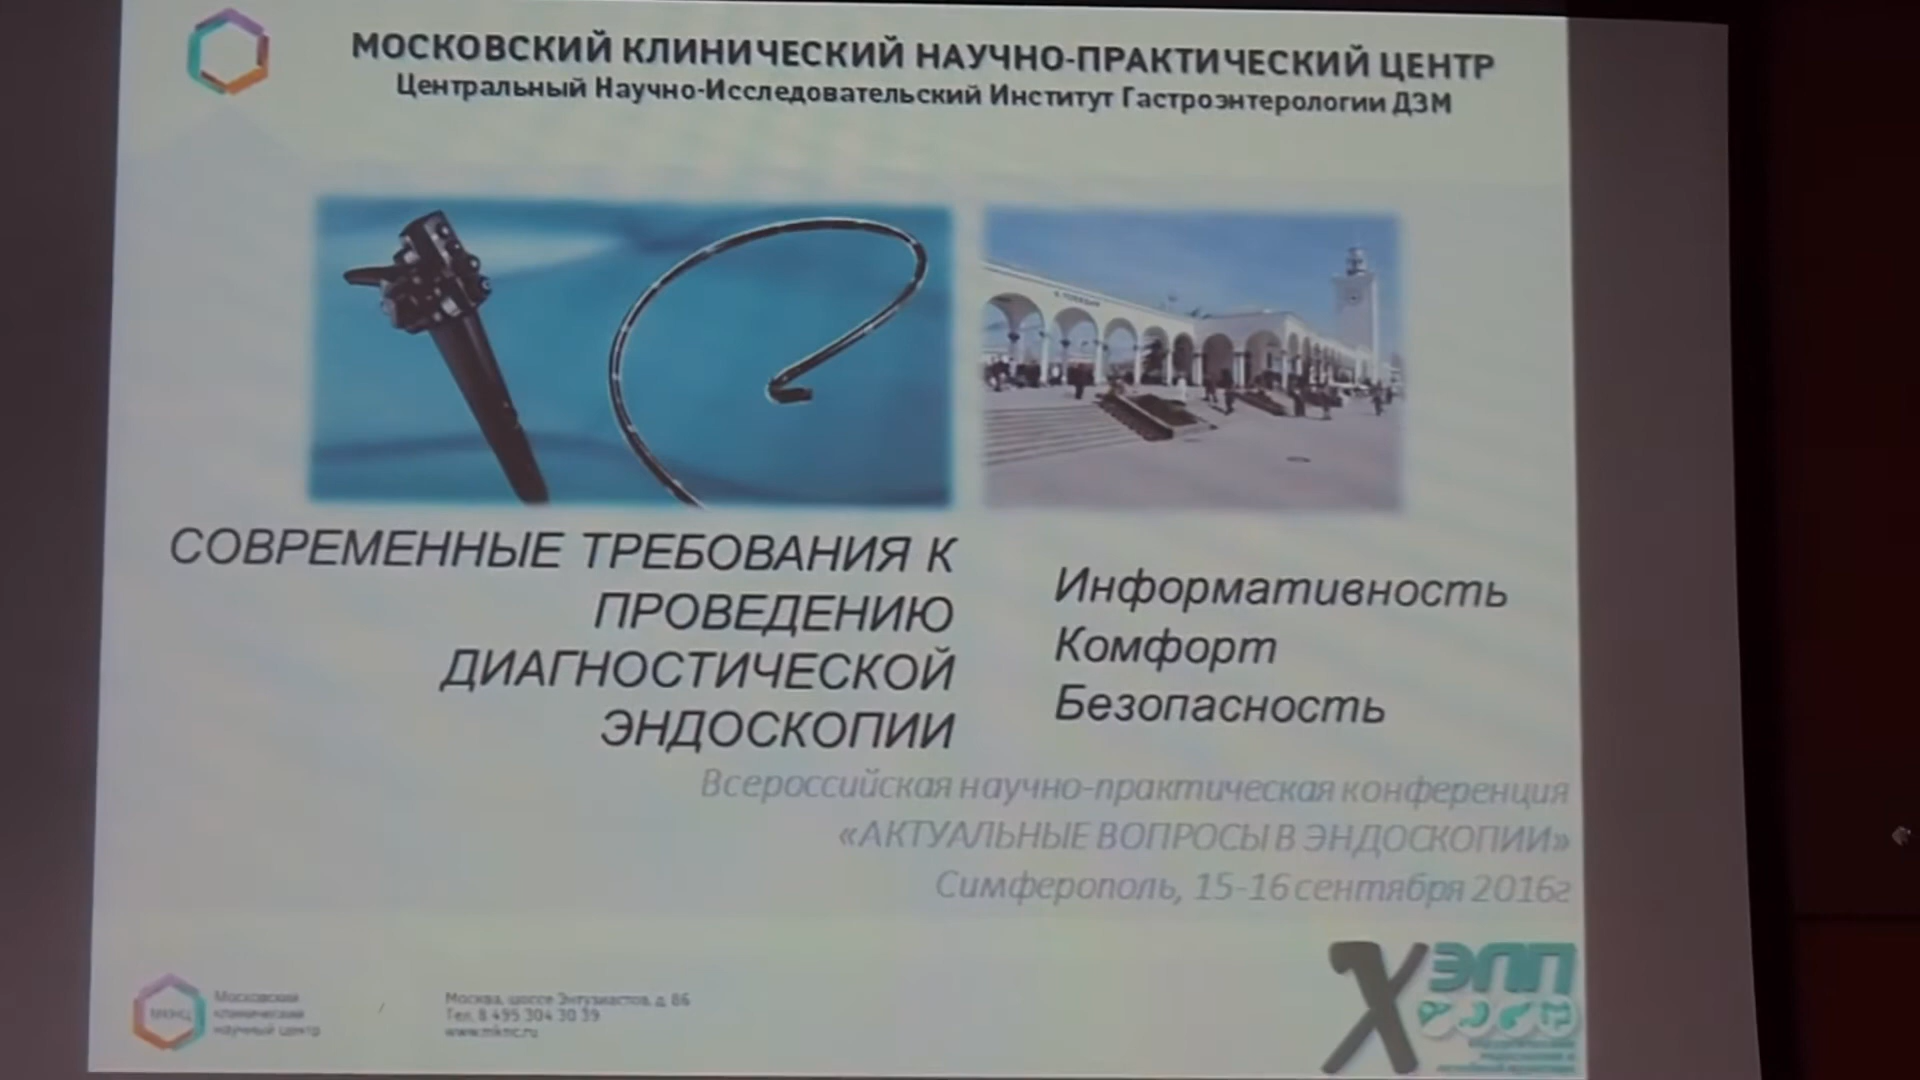 МОСКОВСКИЙ КЛИНИЧЕСКИЙ НАУЧНО-ПРАКТИЧЕСКИЙ ЦЕНТР
Центральный Научно-Исследовательский Институт Гастроэнтерологии ДЗМ
СОВРЕМЕННЫЕ ТРЕБОВАНИЯ К
ПРОВЕДЕНИЮ
ДИАГНОСТИЧЕСКОЙ
ЭНДОСКОПИИ
Информативность
Комфорт
Безопасность
Всероссийская научно-практическая конференция
«АКТУАЛЬНЫЕ ВОПРОСЫ В ЭНДОСКОПИИ»
Симферополь, 15-16 сентября 2016г
МКНЦ
Московский
клинический
научный центр
Москва, шоссе Энтузиастов, д. 86
Тел. 8 495 304 30 39
www.mknc.ru
Х ЭПП